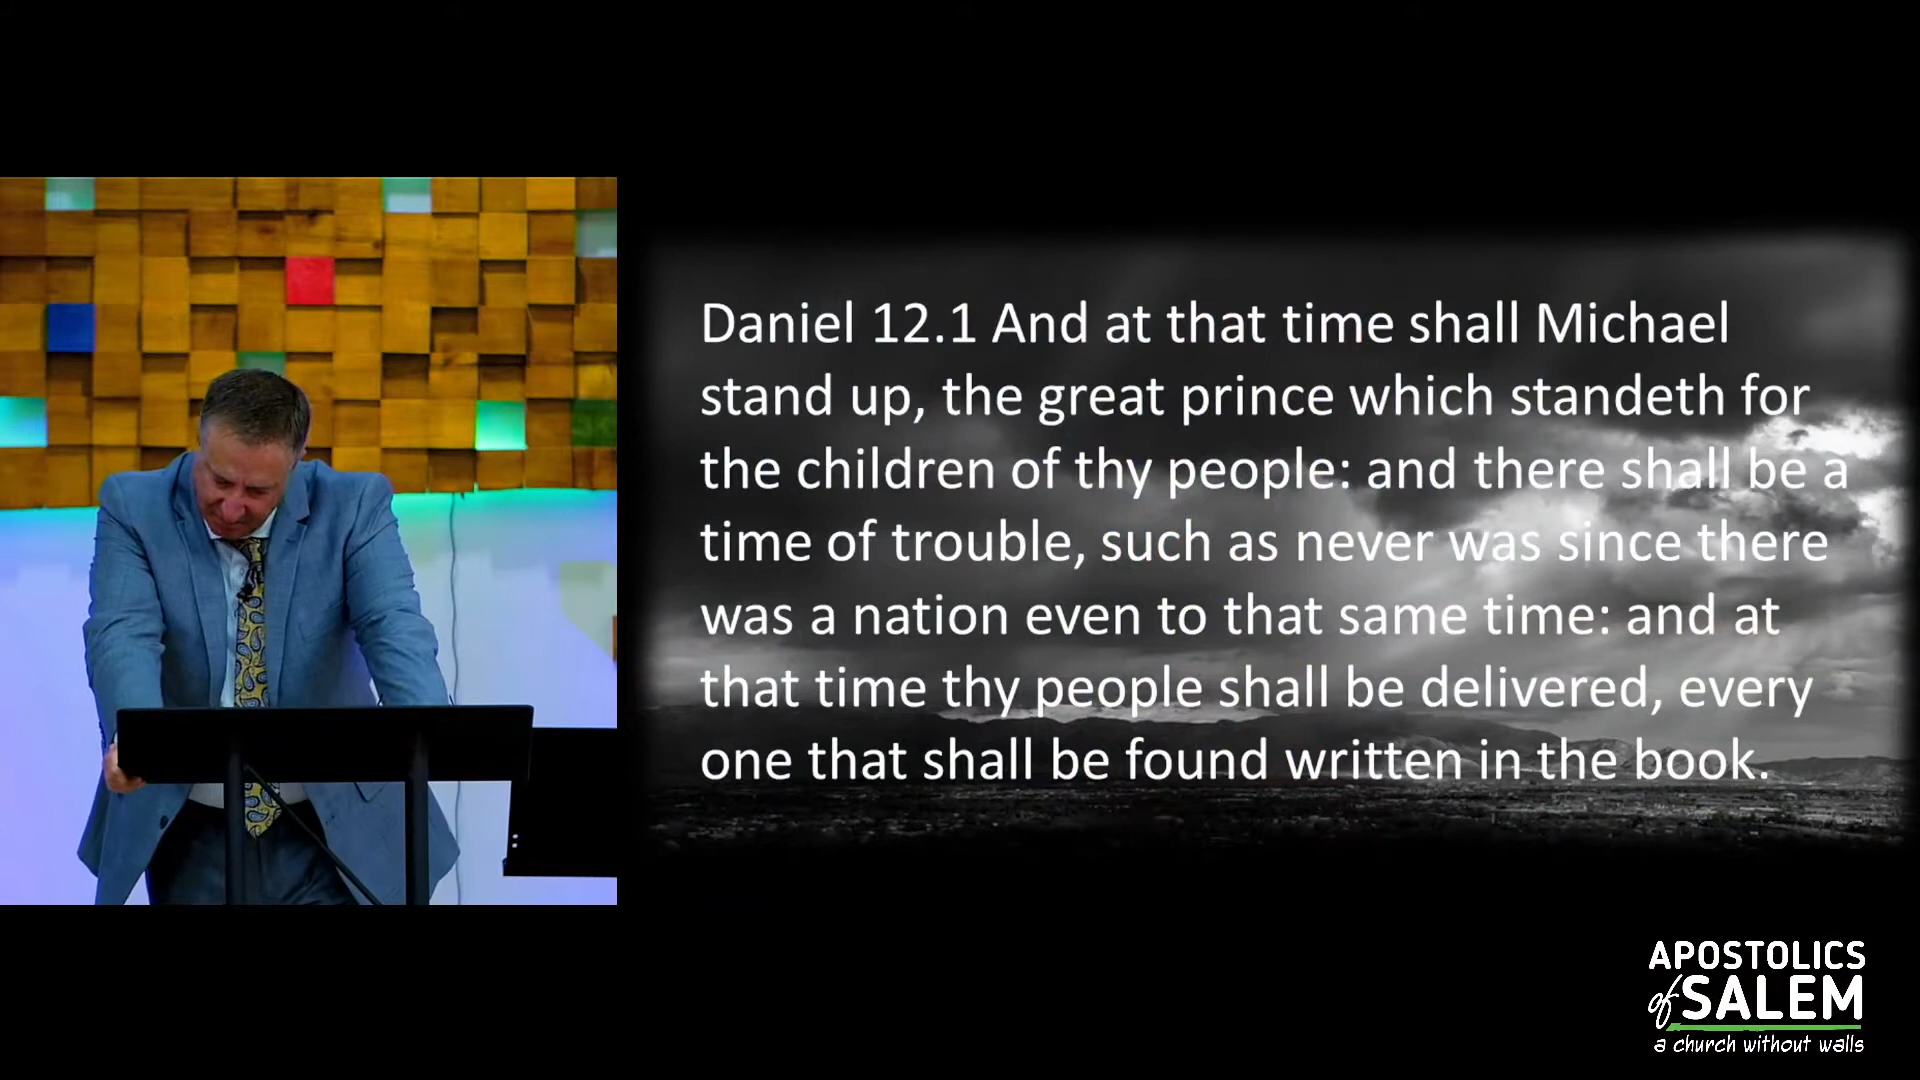 Daniel 12.1 And at that time shall Michael
stand up, the great prince which standeth for
the children of thy people: and there shall be a
time of trouble, such as never was since there
was a nation even to that same time: and at
that time thy people shall be delivered, every
one that shall be found written in the book.
APOSTOLICS
of SALEM
a church without walls